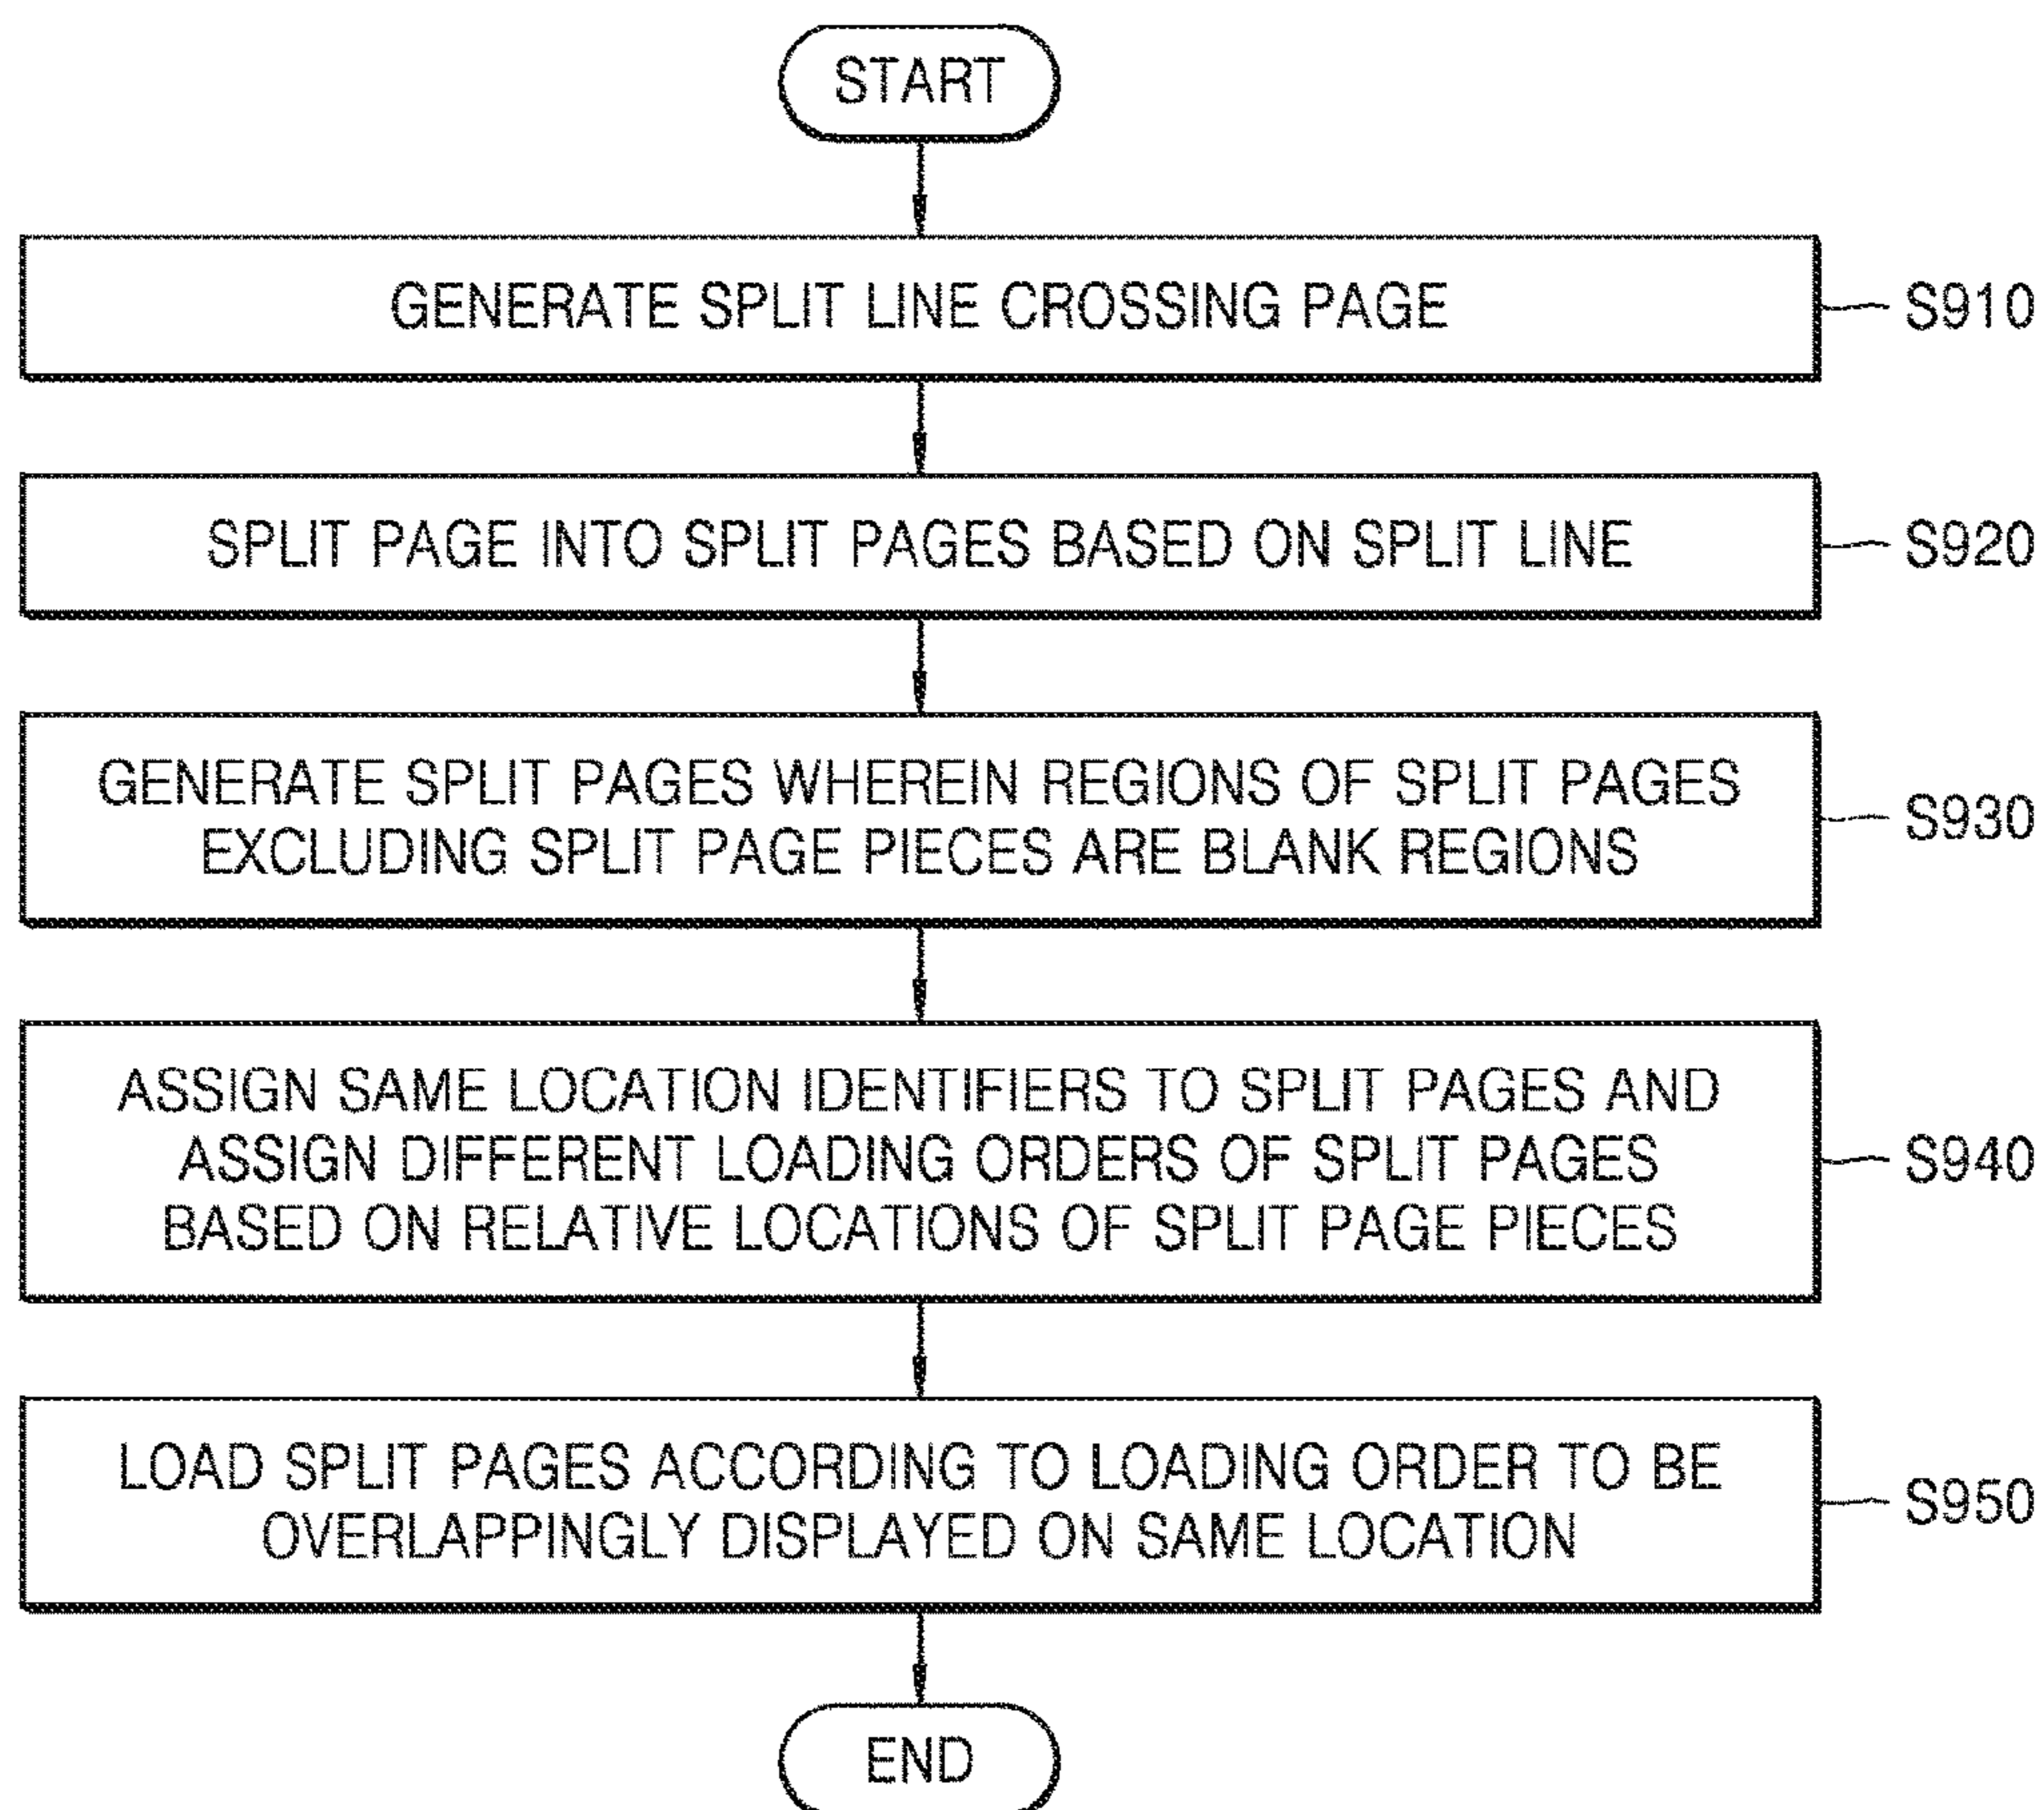 START
GENERATE SPLIT LINE CROSSING PAGE
S910
SPLIT PAGE INTO SPLIT PAGES BASED ON SPLIT LINE
S920
GENERATE SPLIT PAGES WHEREIN REGIONS OF SPLIT PAGES
EXCLUDING SPLIT PAGE PIECES ARE BLANK REGIONS
S930
ASSIGN SAME LOCATION IDENTIFIERS TO SPLIT PAGES AND
ASSIGN DIFFERENT LOADING ORDERS OF SPLIT PAGES
BASED ON RELATIVE LOCATIONS OF SPLIT PAGE PIECES
S940
LOAD SPLIT PAGES ACCORDING TO LOADING ORDER TO BE
OVERLAPPINGLY DISPLAYED ON SAME LOCATION
S950
END